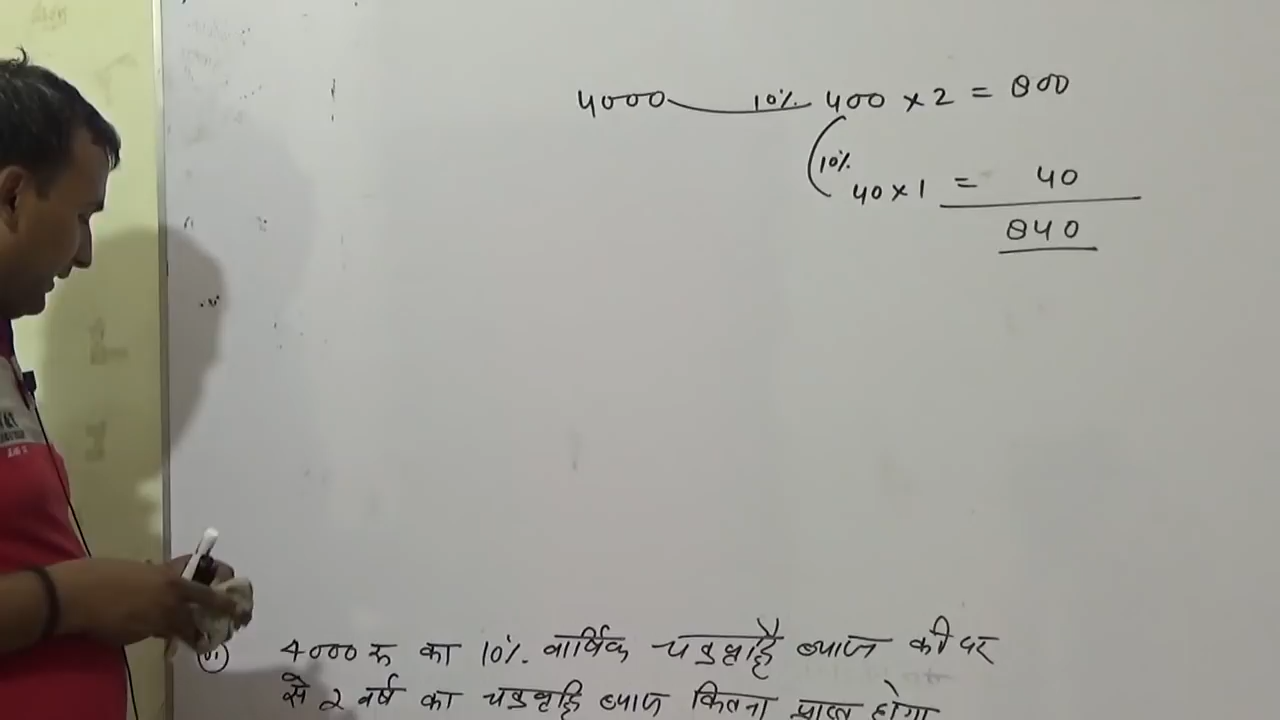 4000 10% 400 × 2 = 800
10%
40 × 1 = 40
840
4000 रु का 10% वार्षिक चक्रवृद्धि ब्याज की दर
से 2 वर्ष का चक्रवृद्धि ब्याज कितना प्राप्त होगा